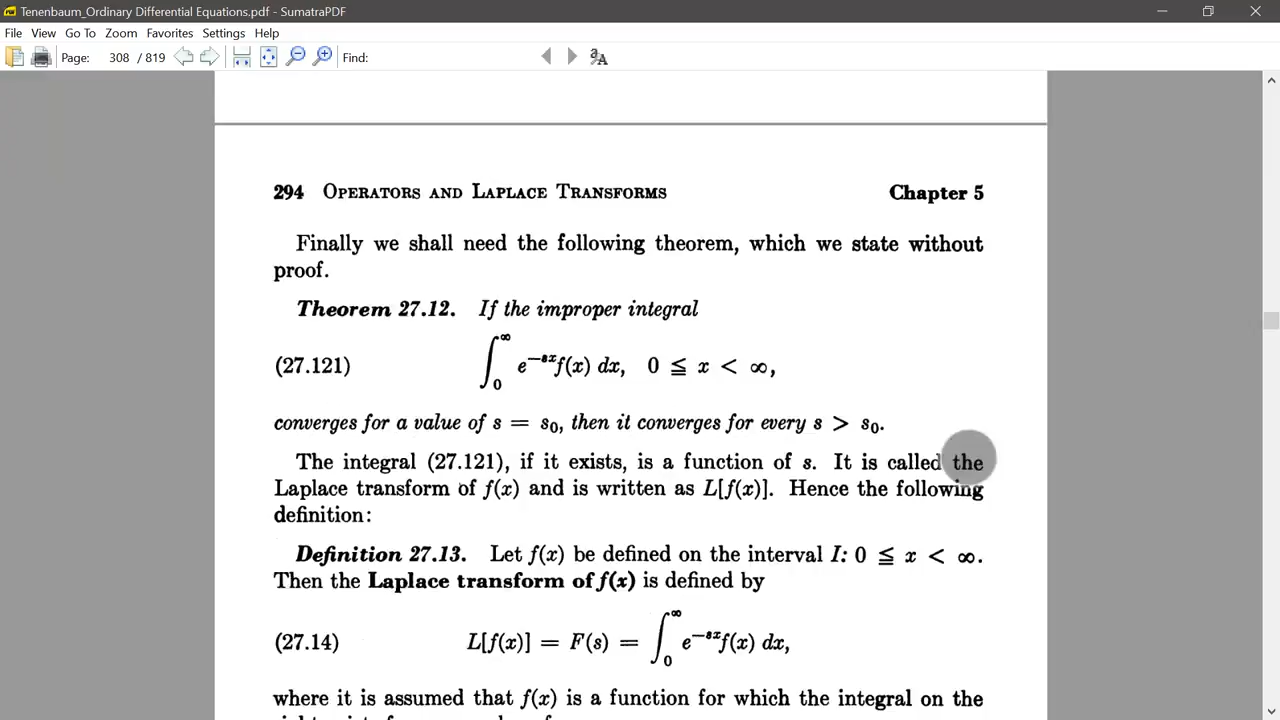 Tenenbaum_Ordinary Differential Equations.pdf - SumatraPDF
File View Go To Zoom Favorites Settings Help
Page: 308 / 819 Find:
294 OPERATORS AND LAPLACE TRANSFORMS Chapter 5
Finally we shall need the following theorem, which we state without
proof.
Theorem 27.12. If the improper integral
(27.121) ∫₀^∞ e^{−sx}f(x) dx, 0 ≦ x < ∞,
converges for a value of s = s₀, then it converges for every s > s₀.
The integral (27.121), if it exists, is a function of s. It is called the
Laplace transform of f(x) and is written as L[f(x)]. Hence the following
definition:
Definition 27.13. Let f(x) be defined on the interval I: 0 ≦ x < ∞.
Then the Laplace transform of f(x) is defined by
(27.14) L[f(x)] = F(s) = ∫₀^∞ e^{−sx}f(x) dx,
where it is assumed that f(x) is a function for which the integral on the